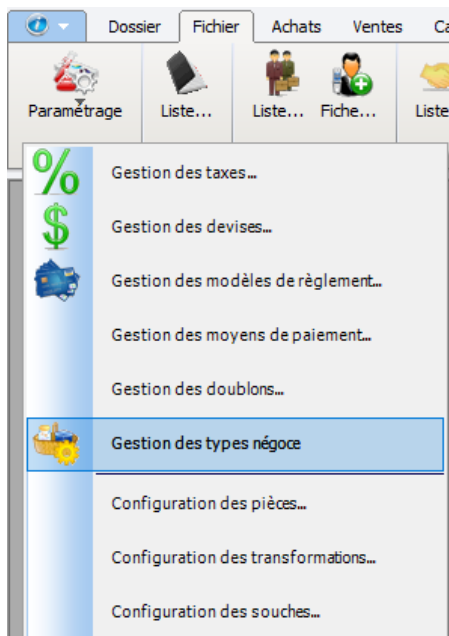 Dossier Fichier Achats Ventes
Paramétrage Liste... Liste... Fiche... Liste
Gestion des taxes...
Gestion des devises...
Gestion des modèles de règlement...
Gestion des moyens de paiement...
Gestion des doublons...
Gestion des types négoce
Configuration des pièces...
Configuration des transformations...
Configuration des souches...